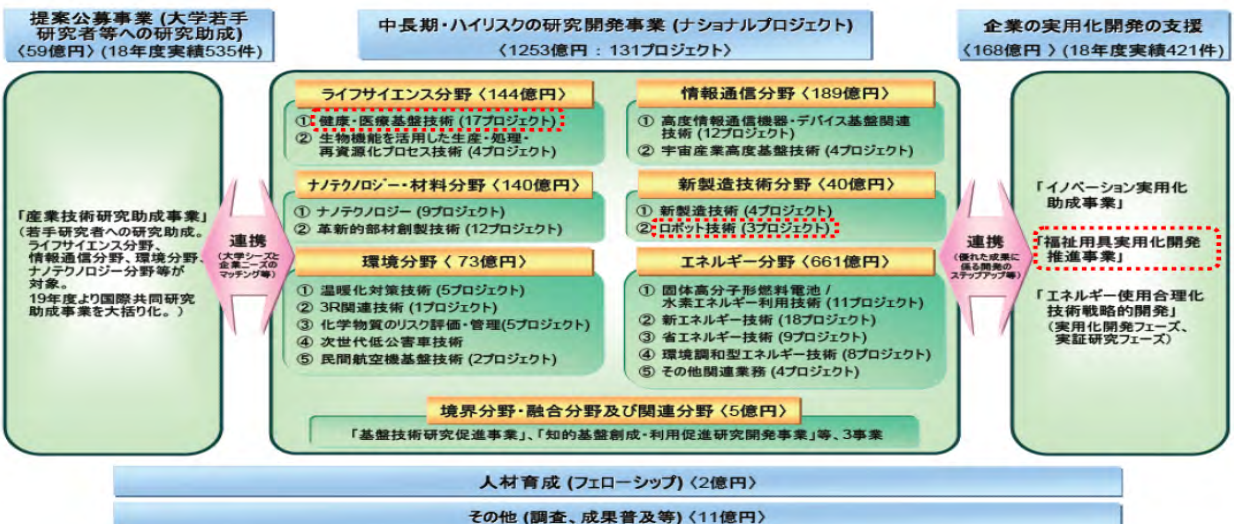 提案公募事業 (大学若手
研究者等への研究助成)
〈59億円〉(18年度実績535件)
中長期・ハイリスクの研究開発事業 (ナショナルプロジェクト)
〈1253億円 : 131プロジェクト〉
企業の実用化開発の支援
〈168億円 〉(18年度実績421件)
「産業技術研究助成事業」
(若手研究者への研究助成。
ライフサイエンス分野、
情報通信分野、環境分野、
ナノテクノロジー分野等が
対象。
19年度より国際共同研究
助成事業を大括り化。)
連携
(大学シーズと
企業ニーズの
マッチング等)
ライフサイエンス分野〈144億円〉
① 健康・医療基盤技術 (17プロジェクト)
② 生物機能を活用した生産・処理・
再資源化プロセス技術 (4プロジェクト)
情報通信分野〈189億円〉
① 高度情報通信機器・デバイス基盤関連
技術 (12プロジェクト)
② 宇宙産業高度基盤技術 (4プロジェクト)
ナノテクノロジー・材料分野〈140億円〉
① ナノテクノロジー (9プロジェクト)
② 革新的部材創製技術 (12プロジェクト)
新製造技術分野〈40億円〉
① 新製造技術 (4プロジェクト)
② ロボット技術 (3プロジェクト)
環境分野〈 73億円〉
① 温暖化対策技術 (5プロジェクト)
② 3R関連技術 (1プロジェクト)
③ 化学物質のリスク評価・管理(5プロジェクト)
④ 次世代低公害車技術
⑤ 民間航空機基盤技術 (2プロジェクト)
エネルギー分野〈661億円〉
① 固体高分子形燃料電池 /
水素エネルギー利用技術 (11プロジェクト)
② 新エネルギー技術 (18プロジェクト)
③ 省エネルギー技術 (9プロジェクト)
④ 環境調和型エネルギー技術 (8プロジェクト)
⑤ その他関連業務 (4プロジェクト)
境界分野・融合分野及び関連分野〈5億円〉
「基盤技術研究促進事業」、「知的基盤創成・利用促進研究開発事業」等、3事業
連携
(優れた成果に
係る開発の
ステップアップ等)
「イノベーション実用化
助成事業」
「福祉用具実用化開発
推進事業」
「エネルギー使用合理化
技術戦略的開発」
(実用化開発フェーズ、
実証研究フェーズ)
人材育成 (フェローシップ)〈2億円〉
その他 (調査、成果普及等)〈11億円〉